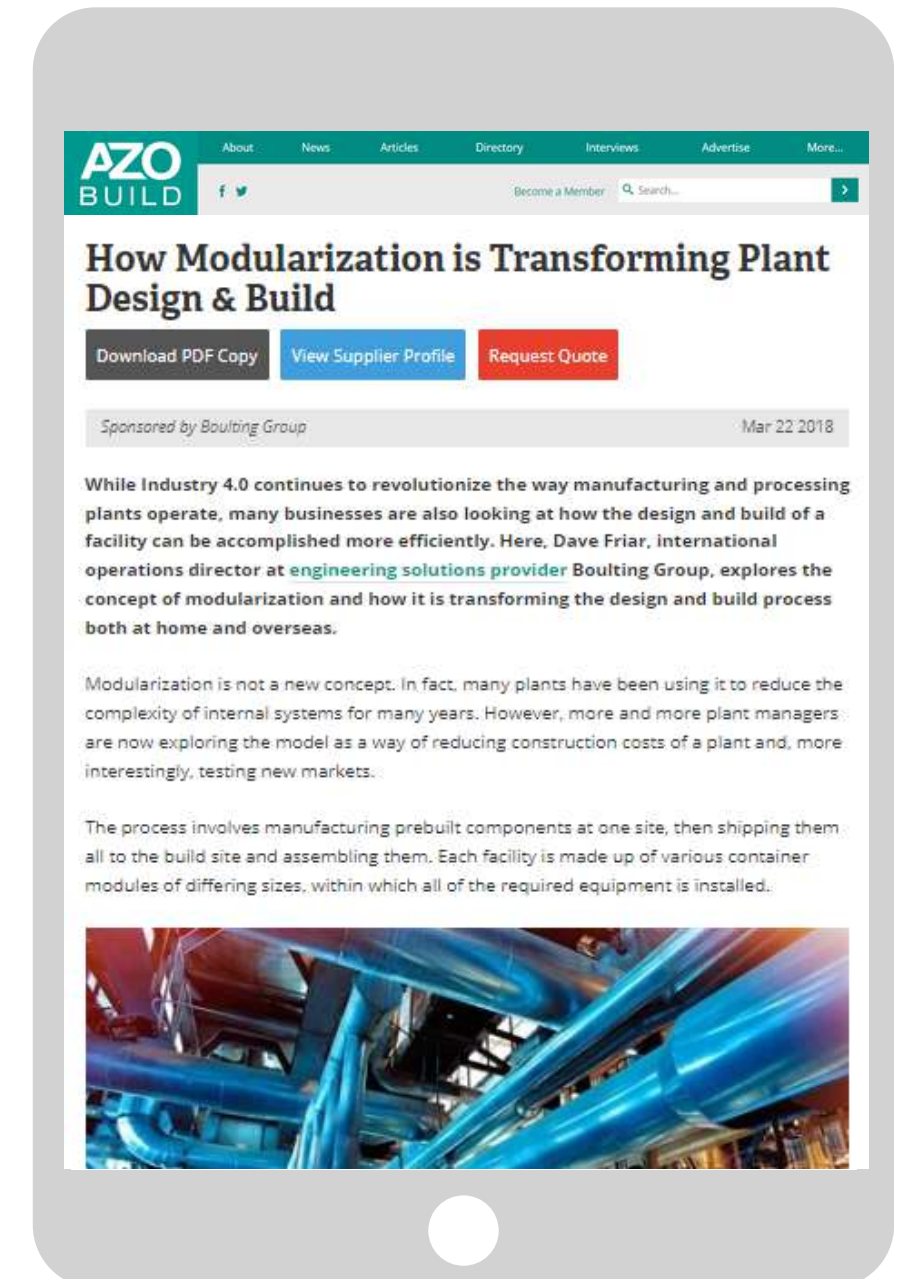 AZO
BUILD
About News Articles Directory Interviews Advertise More...
Become a Member Search...
How Modularization is Transforming Plant
Design & Build
Download PDF Copy View Supplier Profile Request Quote
Sponsored by Boulting Group Mar 22 2018
While Industry 4.0 continues to revolutionize the way manufacturing and processing
plants operate, many businesses are also looking at how the design and build of a
facility can be accomplished more efficiently. Here, Dave Friar, international
operations director at engineering solutions provider Boulting Group, explores the
concept of modularization and how it is transforming the design and build process
both at home and overseas.
Modularization is not a new concept. In fact, many plants have been using it to reduce the
complexity of internal systems for many years. However, more and more plant managers
are now exploring the model as a way of reducing construction costs of a plant and, more
interestingly, testing new markets.
The process involves manufacturing prebuilt components at one site, then shipping them
all to the build site and assembling them. Each facility is made up of various container
modules of differing sizes, within which all of the required equipment is installed.